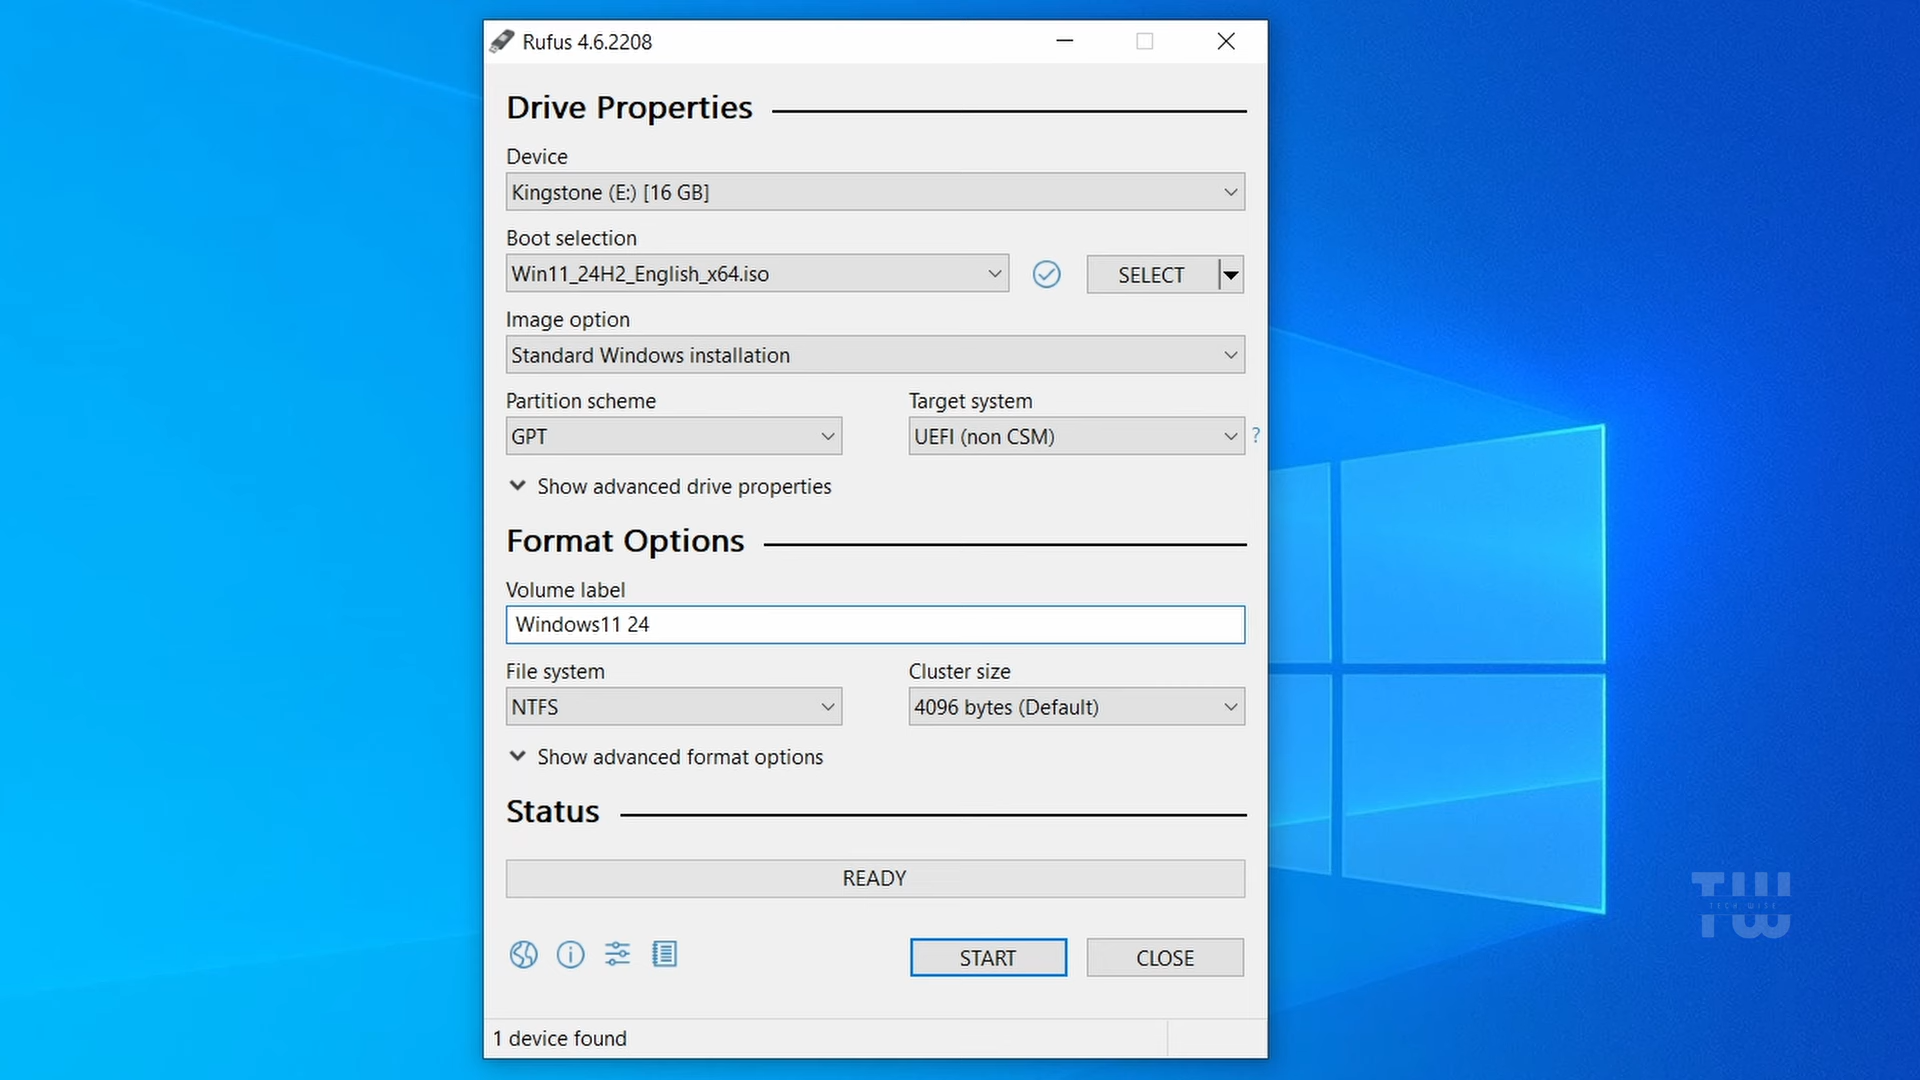 Rufus 4.6.2208
Drive Properties
Device
Kingstone (E:) [16 GB]
Boot selection
Win11_24H2_English_x64.iso
SELECT
Image option
Standard Windows installation
Partition scheme
Target system
GPT
UEFI (non CSM)
?
Show advanced drive properties
Format Options
Volume label
Windows11 24
File system
Cluster size
NTFS
4096 bytes (Default)
Show advanced format options
Status
READY
START
CLOSE
1 device found
TW
TECH WISE